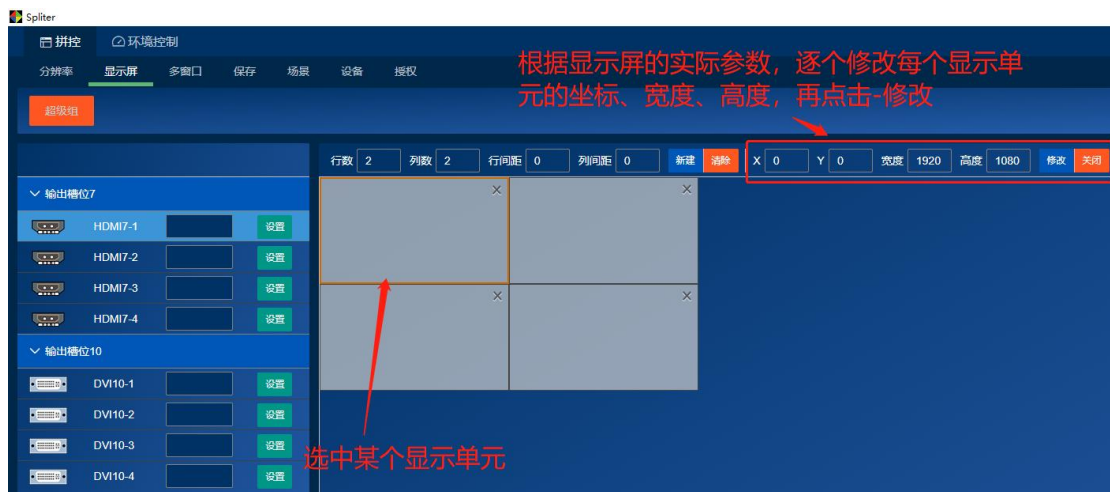 Spliter
拼控 环境控制
分辨率 显示屏 多窗口 保存 场景 设备 授权
根据显示屏的实际参数，逐个修改每个显示单
元的坐标、宽度、高度，再点击-修改
超级组
行数 2 列数 2 行间距 0 列间距 0 新建 清除 X 0 Y 0 宽度 1920 高度 1080 修改 关闭
输出槽位7
HDMI7-1 设置
HDMI7-2 设置
HDMI7-3 设置
HDMI7-4 设置
输出槽位10
DVI10-1 设置
DVI10-2 设置
DVI10-3 设置
选中某个显示单元
DVI10-4 设置